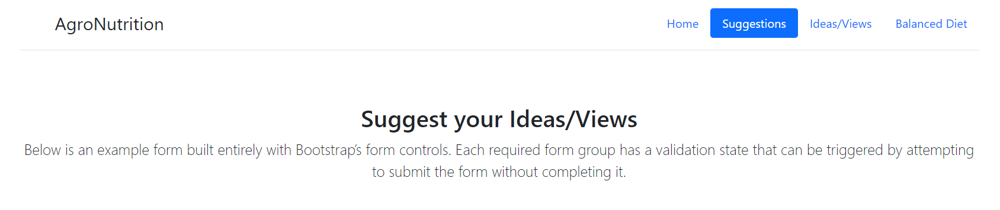 AgroNutrition
Home Suggestions Ideas/Views Balanced Diet
Suggest your Ideas/Views
Below is an example form built entirely with Bootstrap’s form controls. Each required form group has a validation state that can be triggered by attempting
to submit the form without completing it.